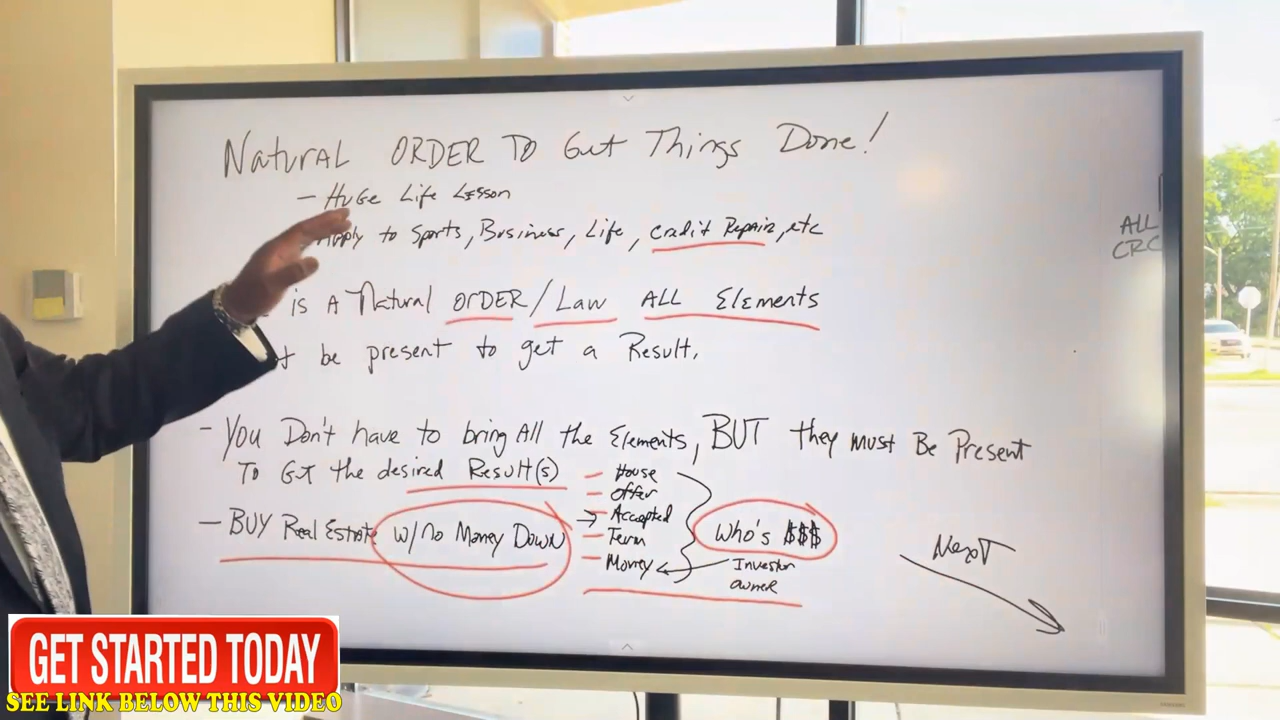 Natural ORDER TO Get Things Done!
- Huge Life Lesson
Apply to Sports, Business, Life, Credit Repair, etc
is A Natural ORDER/Law ALL Elements
be present to get a Result.
- You Don't have to bring All the Elements, BUT they must Be Present
To Get the desired Result(s)
- House
- Offer
- Accepted
- Term
- Money
- BUY Real Estate w/no Money Down
Who's $$$
Investor
owner
Next
ALL
CRC
GET STARTED TODAY
SEE LINK BELOW THIS VIDEO